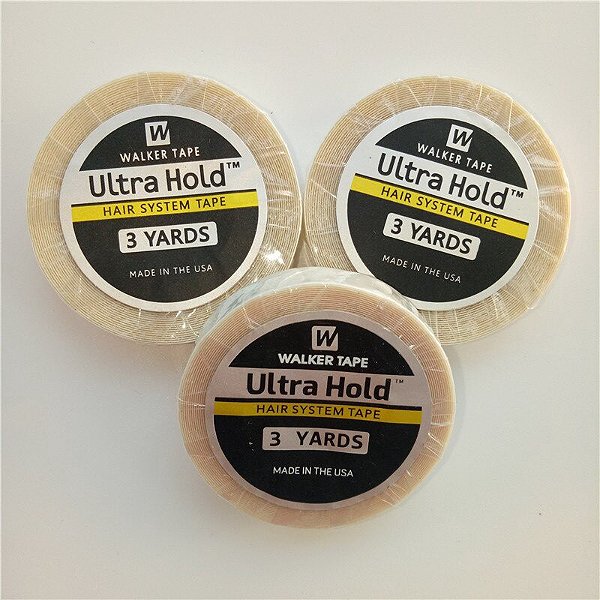 W
WALKER TAPE
Ultra Hold™
HAIR SYSTEM TAPE
3 YARDS
MADE IN THE USA
W
WALKER TAPE
Ultra Hold™
HAIR SYSTEM TAPE
3 YARDS
MADE IN THE USA
W
WALKER TAPE
Ultra Hold™
HAIR SYSTEM TAPE
3 YARDS
MADE IN THE USA